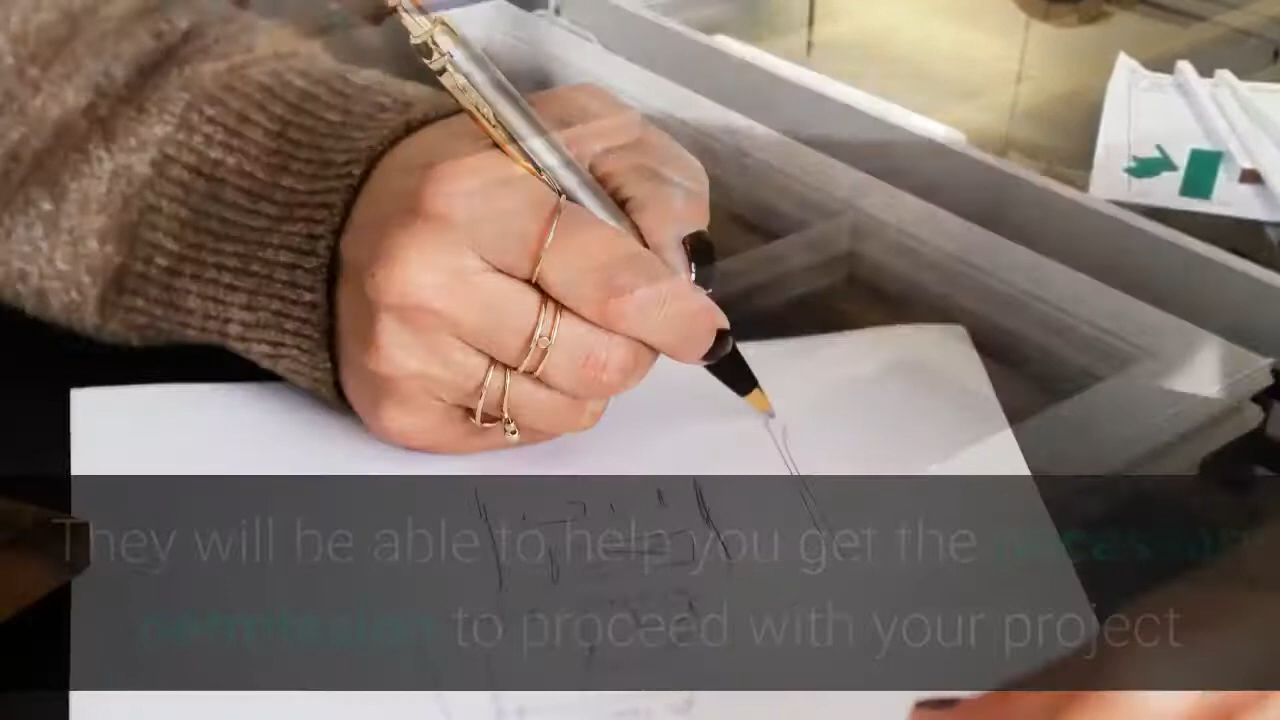 They will be able to help you get the necessary
permission to proceed with your project